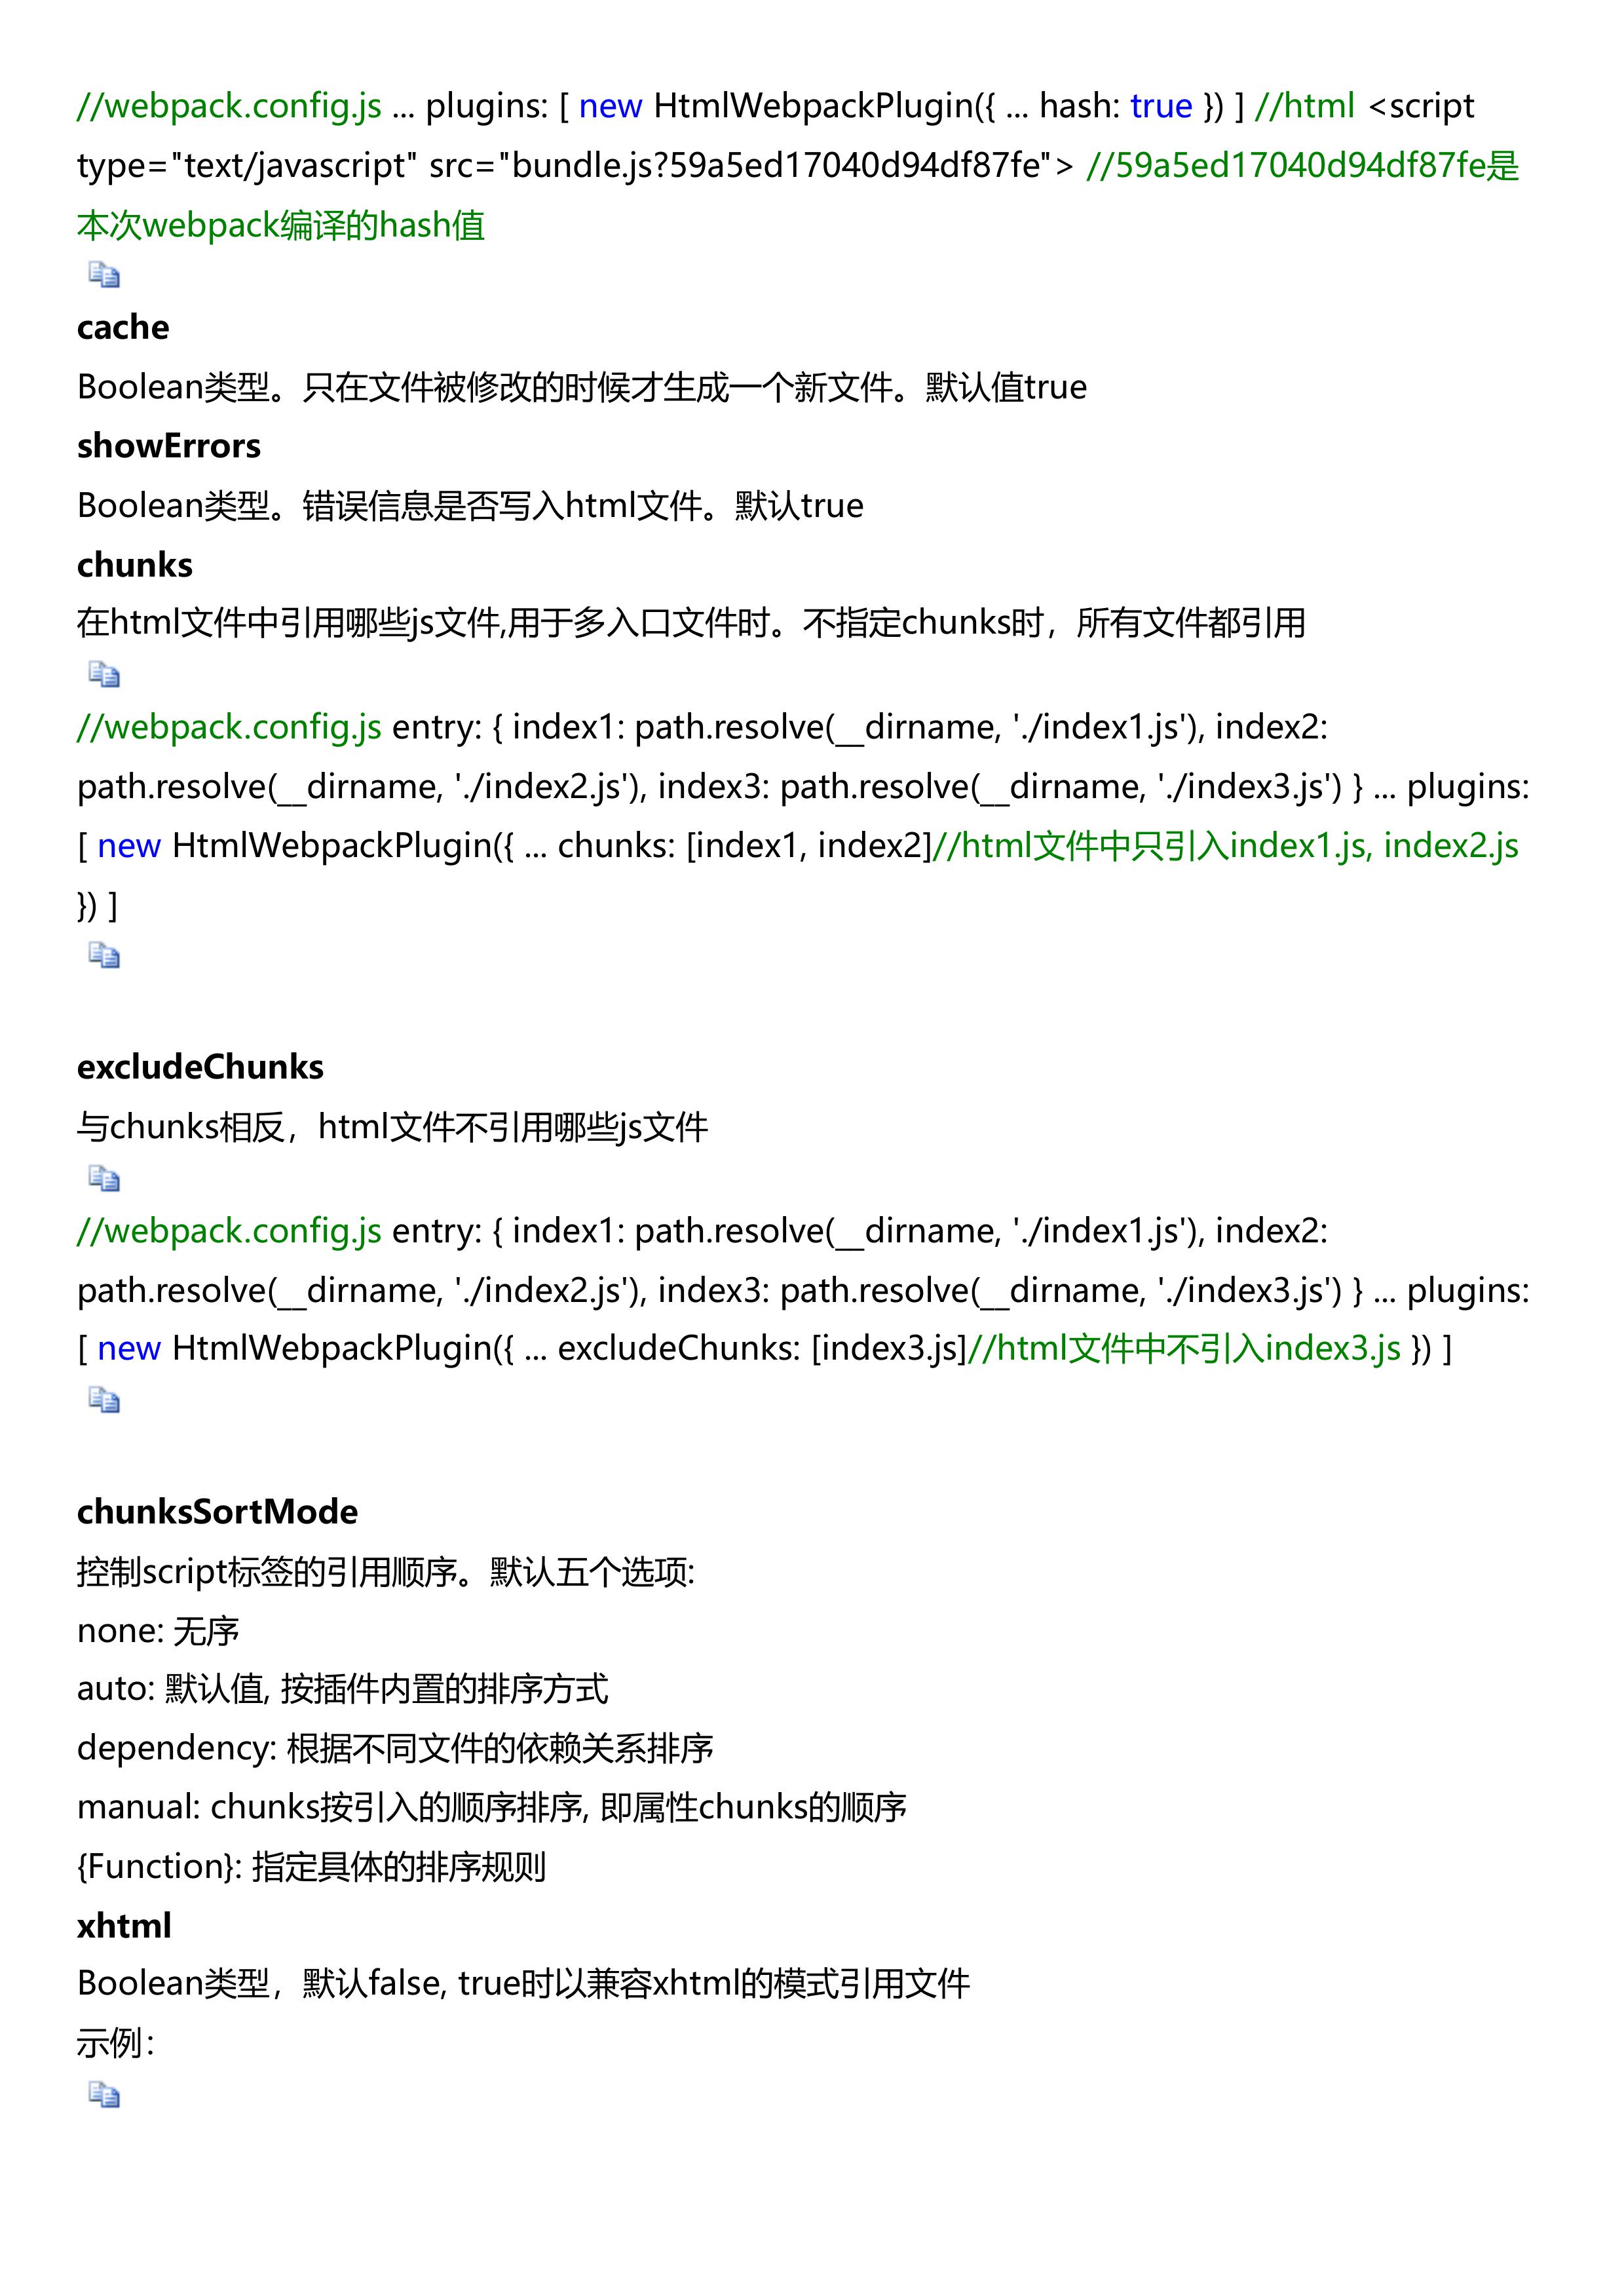 //webpack.config.js ... plugins: [ new HtmlWebpackPlugin({ ... hash: true }) ] //html <script
type="text/javascript" src="bundle.js?59a5ed17040d94df87fe"> //59a5ed17040d94df87fe是
本次webpack编译的hash值
cache
Boolean类型。只在文件被修改的时候才生成一个新文件。默认值true
showErrors
Boolean类型。错误信息是否写入html文件。默认true
chunks
在html文件中引用哪些js文件,用于多入口文件时。不指定chunks时，所有文件都引用
//webpack.config.js entry: { index1: path.resolve(__dirname, './index1.js'), index2:
path.resolve(__dirname, './index2.js'), index3: path.resolve(__dirname, './index3.js') } ... plugins:
[ new HtmlWebpackPlugin({ ... chunks: [index1, index2]//html文件中只引入index1.js, index2.js
}) ]
excludeChunks
与chunks相反，html文件不引用哪些js文件
//webpack.config.js entry: { index1: path.resolve(__dirname, './index1.js'), index2:
path.resolve(__dirname, './index2.js'), index3: path.resolve(__dirname, './index3.js') } ... plugins:
[ new HtmlWebpackPlugin({ ... excludeChunks: [index3.js]//html文件中不引入index3.js }) ]
chunksSortMode
控制script标签的引用顺序。默认五个选项:
none: 无序
auto: 默认值, 按插件内置的排序方式
dependency: 根据不同文件的依赖关系排序
manual: chunks按引入的顺序排序, 即属性chunks的顺序
{Function}: 指定具体的排序规则
xhtml
Boolean类型，默认false, true时以兼容xhtml的模式引用文件
示例：